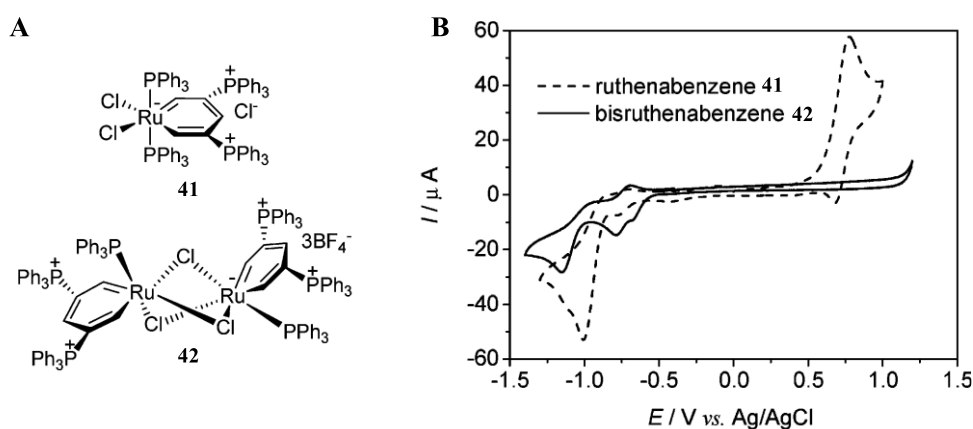 A
PPh3
PPh3
+
Cl
Cl
Ru
-
Cl-
PPh3
PPh3
+
41
PPh3
+
3BF4-
Ph3P
Ph3P
+
Cl
-
Ru
Ru
PPh3
+
Cl
Cl
PPh3
Ph3P
+
42
B
60
40
20
0
-20
-40
-60
I / μ A
ruthenabenzene 41
bisruthenabenzene 42
-1.5 -1.0 -0.5 0.0 0.5 1.0 1.5
E / V vs. Ag/AgCl